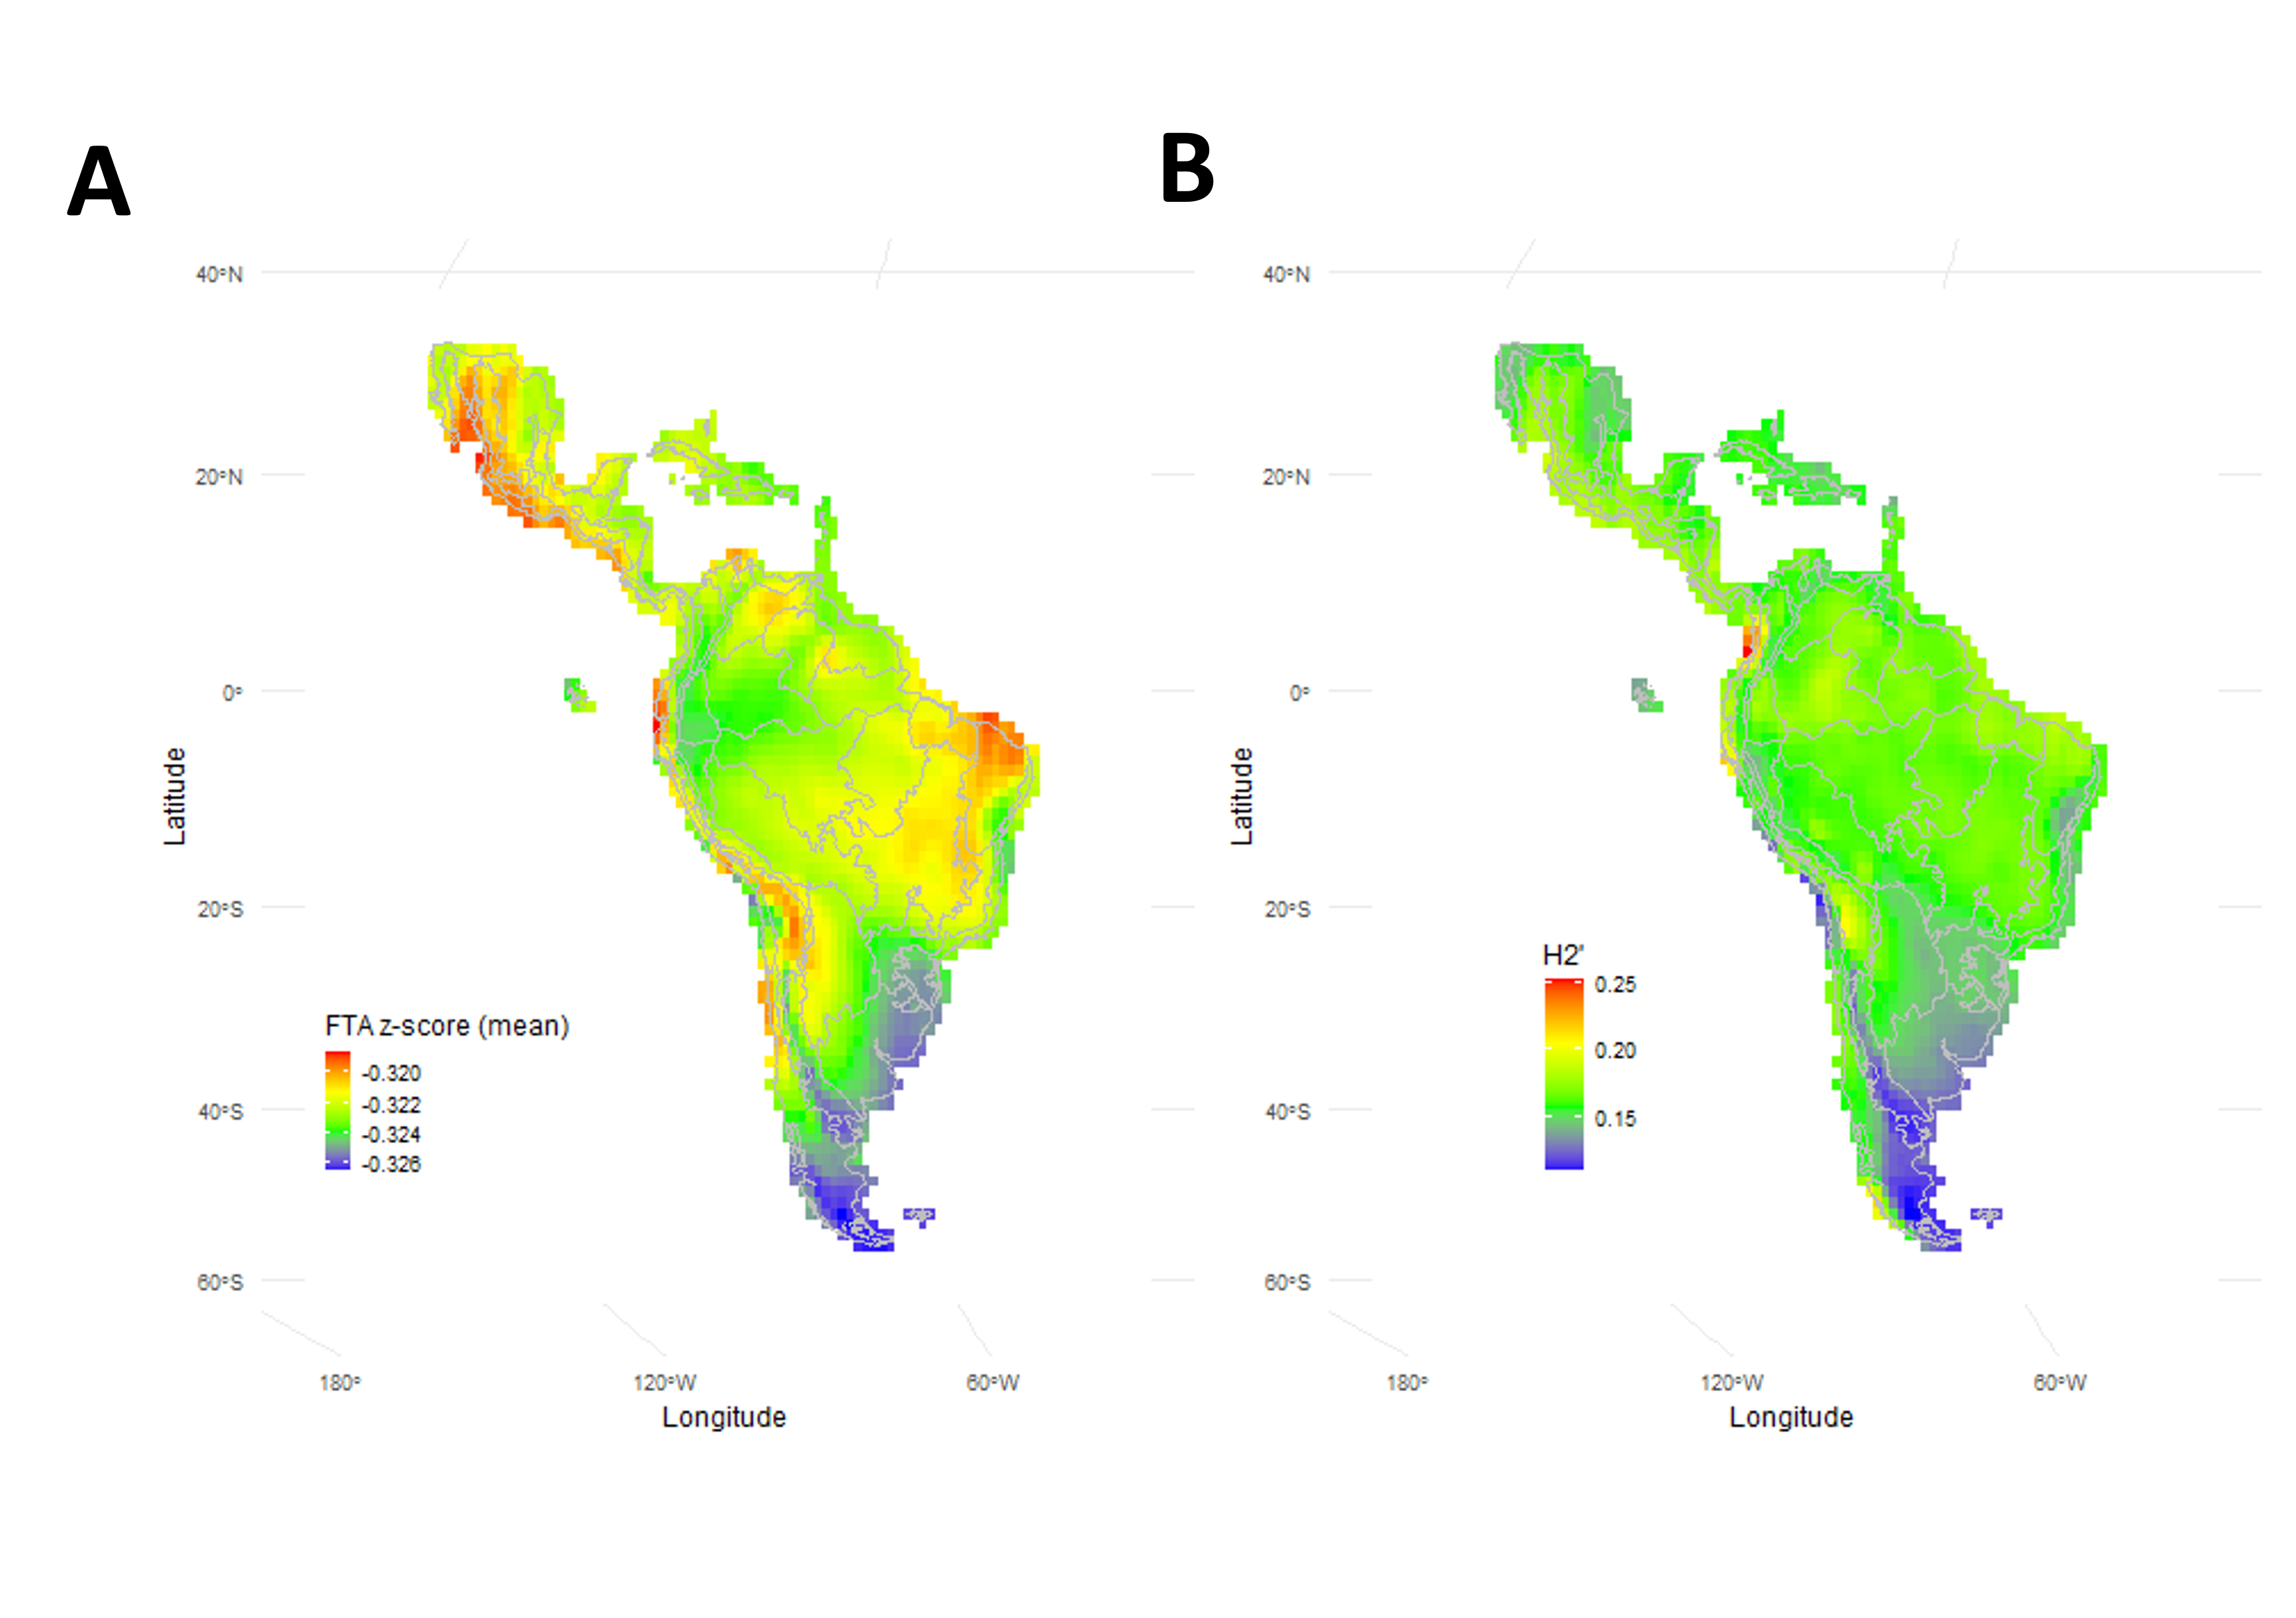 A
B
40°N
20°N
0°
20°S
40°S
60°S
Latitude
FTA z-score (mean)
-0.320
-0.322
-0.324
-0.326
180°
120°W
60°W
Longitude
40°N
20°N
0°
20°S
40°S
60°S
Latitude
H2'
0.25
0.20
0.15
180°
120°W
60°W
Longitude